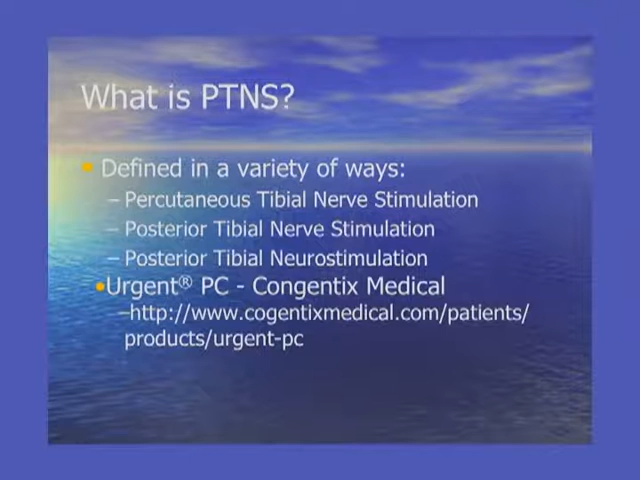 What is PTNS?
• Defined in a variety of ways:
– Percutaneous Tibial Nerve Stimulation
– Posterior Tibial Nerve Stimulation
– Posterior Tibial Neurostimulation
•Urgent® PC - Congentix Medical
–http://www.cogentixmedical.com/patients/
products/urgent-pc